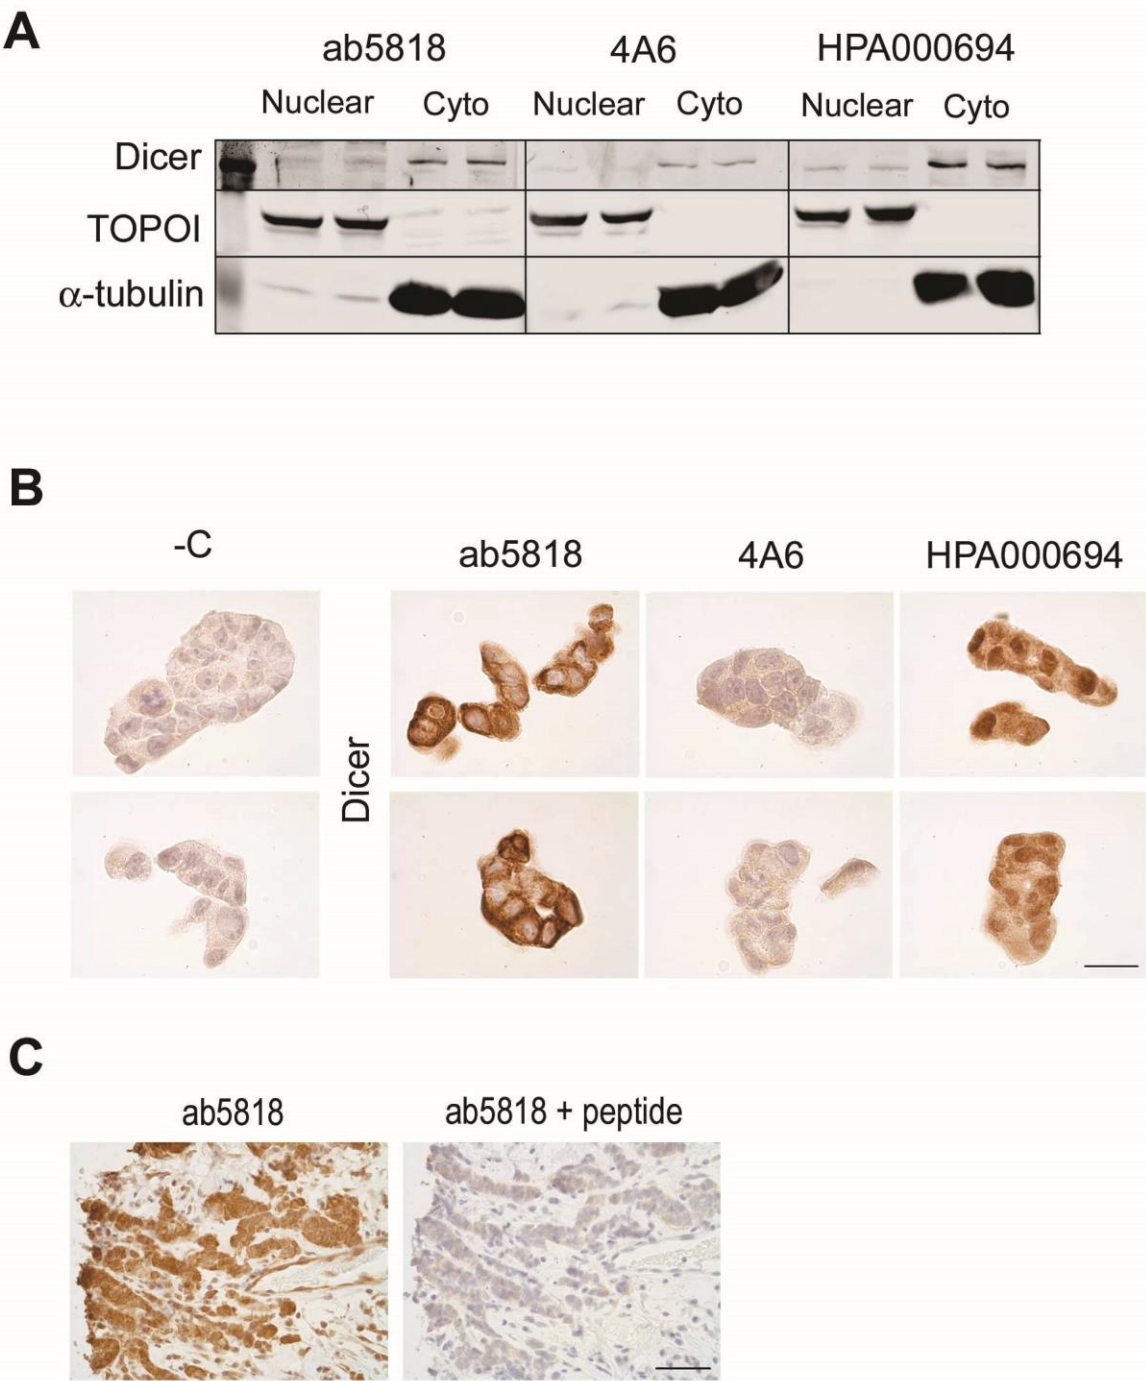 A
ab5818 4A6 HPA000694
Nuclear Cyto Nuclear Cyto Nuclear Cyto
Dicer
TOPOI
α-tubulin
B
-C ab5818 4A6 HPA000694
Dicer
C
ab5818 ab5818 + peptide